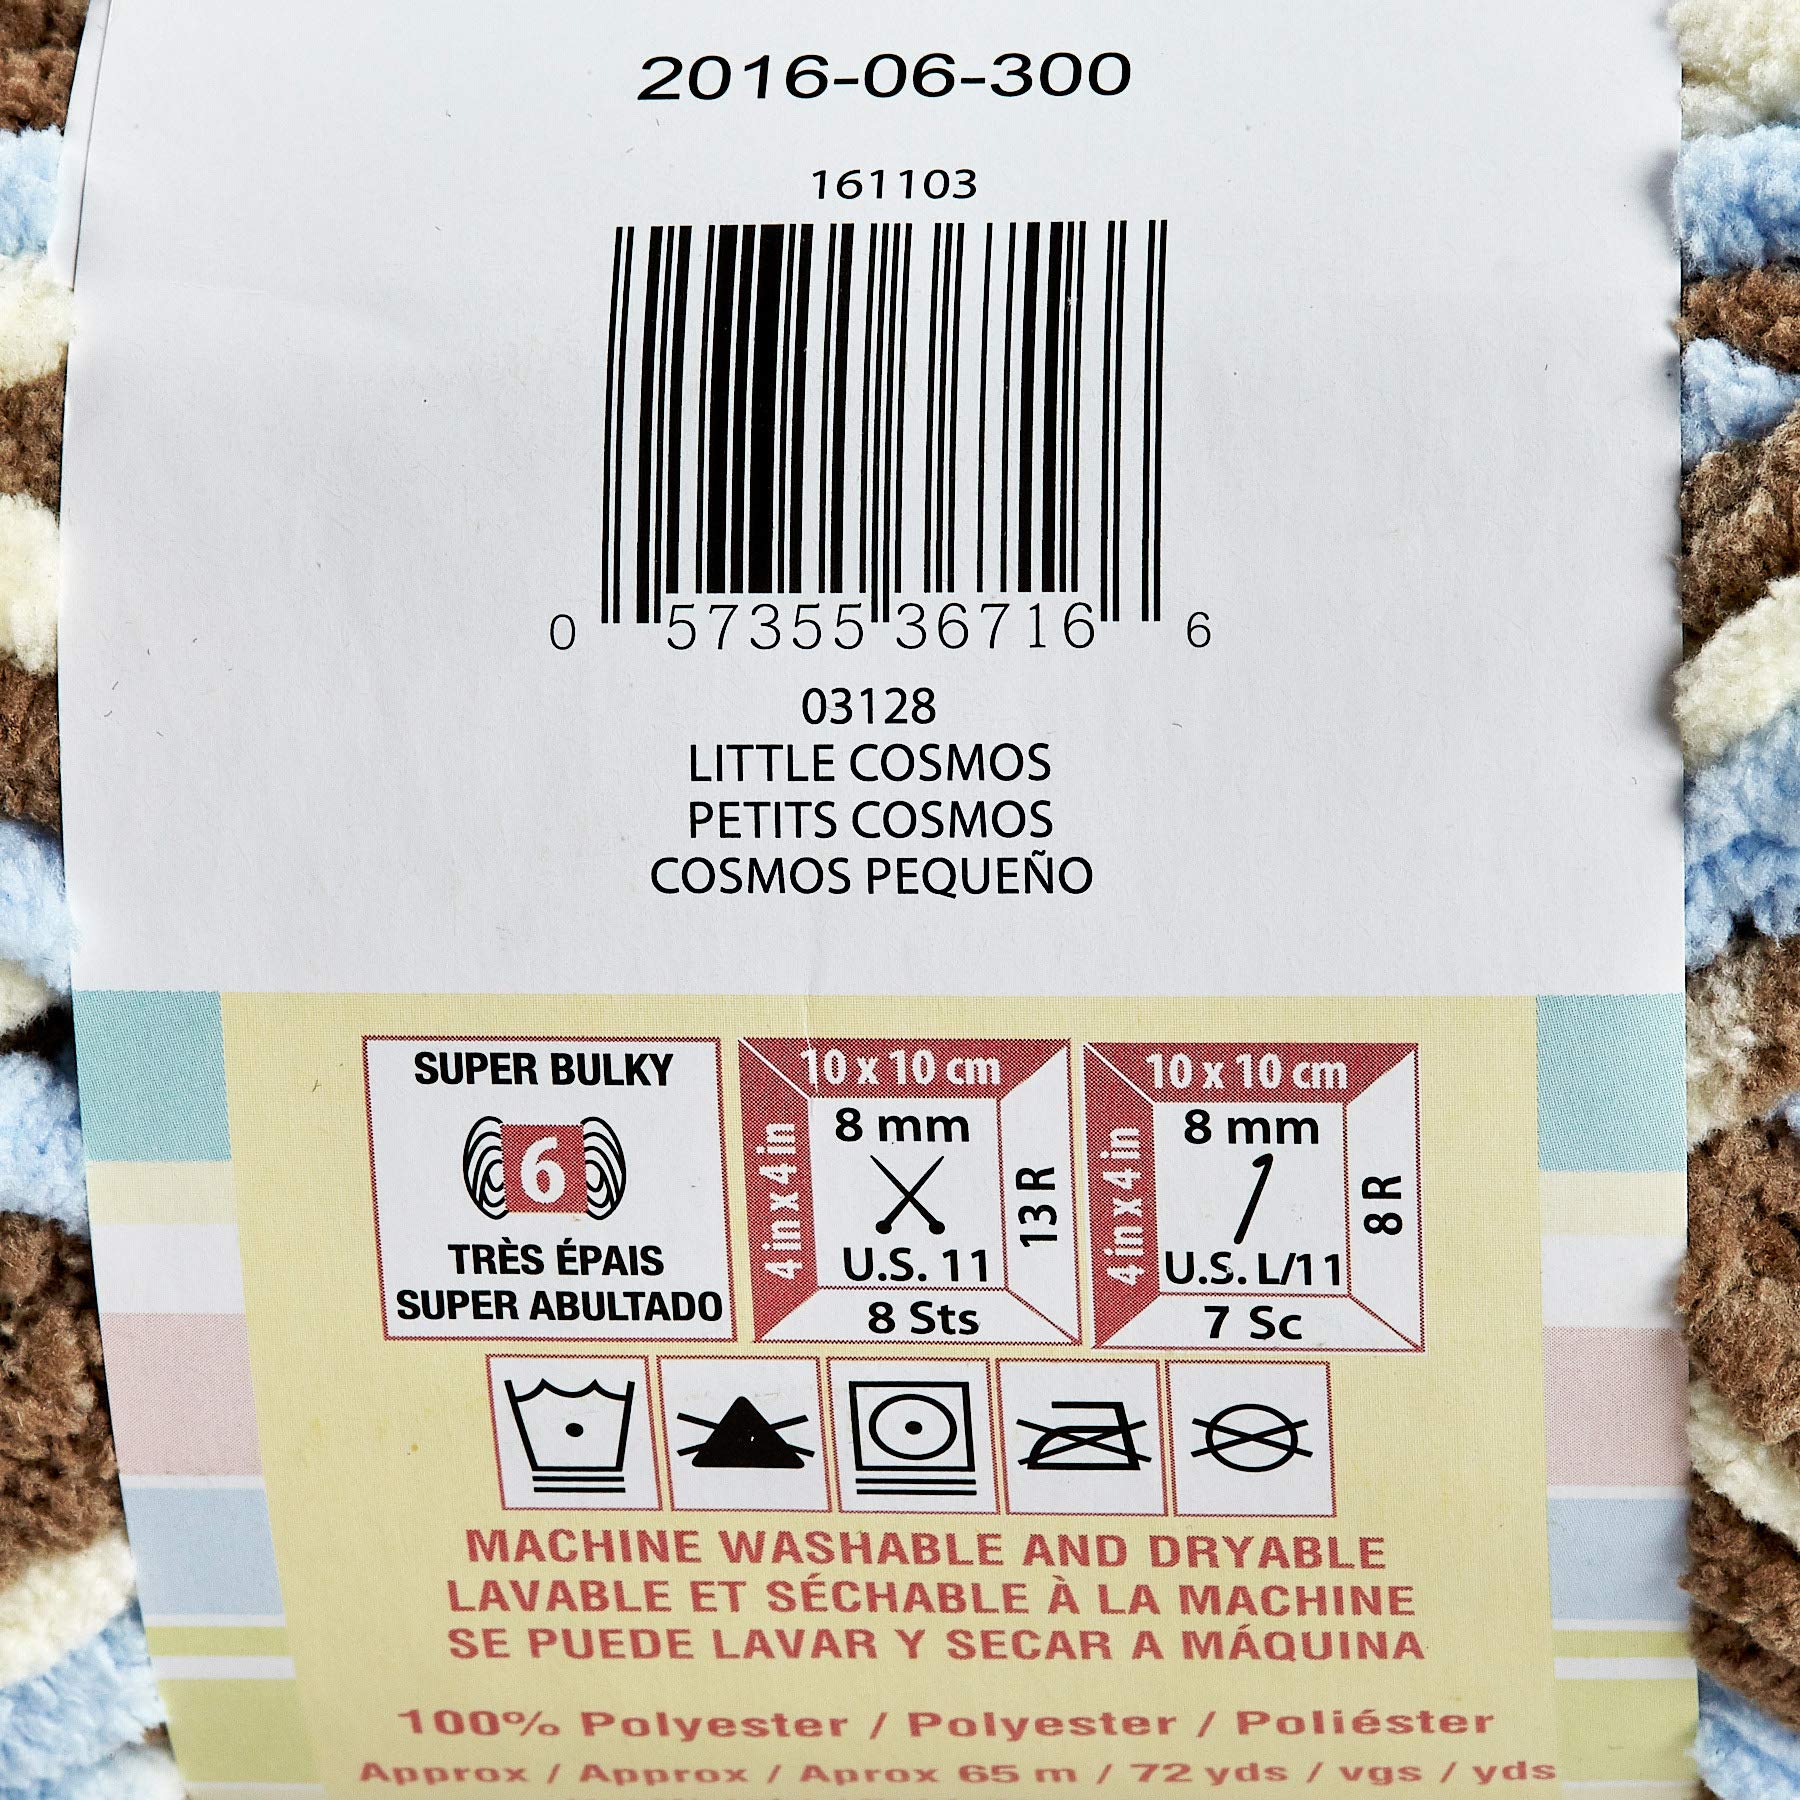 2016-06-300
161103
0 57355 36716 6
03128
LITTLE COSMOS
PETITS COSMOS
COSMOS PEQUEÑO
SUPER BULKY
6
TRÈS ÉPAIS
SUPER ABULTADO
10 x 10 cm
4 in x 4 in
8 mm
U.S. 11
13 R
8 Sts
10 x 10 cm
4 in x 4 in
8 mm
U.S. L/11
8 R
7 Sc
MACHINE WASHABLE AND DRYABLE
LAVABLE ET SÉCHABLE À LA MACHINE
SE PUEDE LAVAR Y SECAR A MÁQUINA
100% Polyester / Polyester / Poliéster
Approx / Approx / Aprox 65 m / 72 yds / vgs / yds